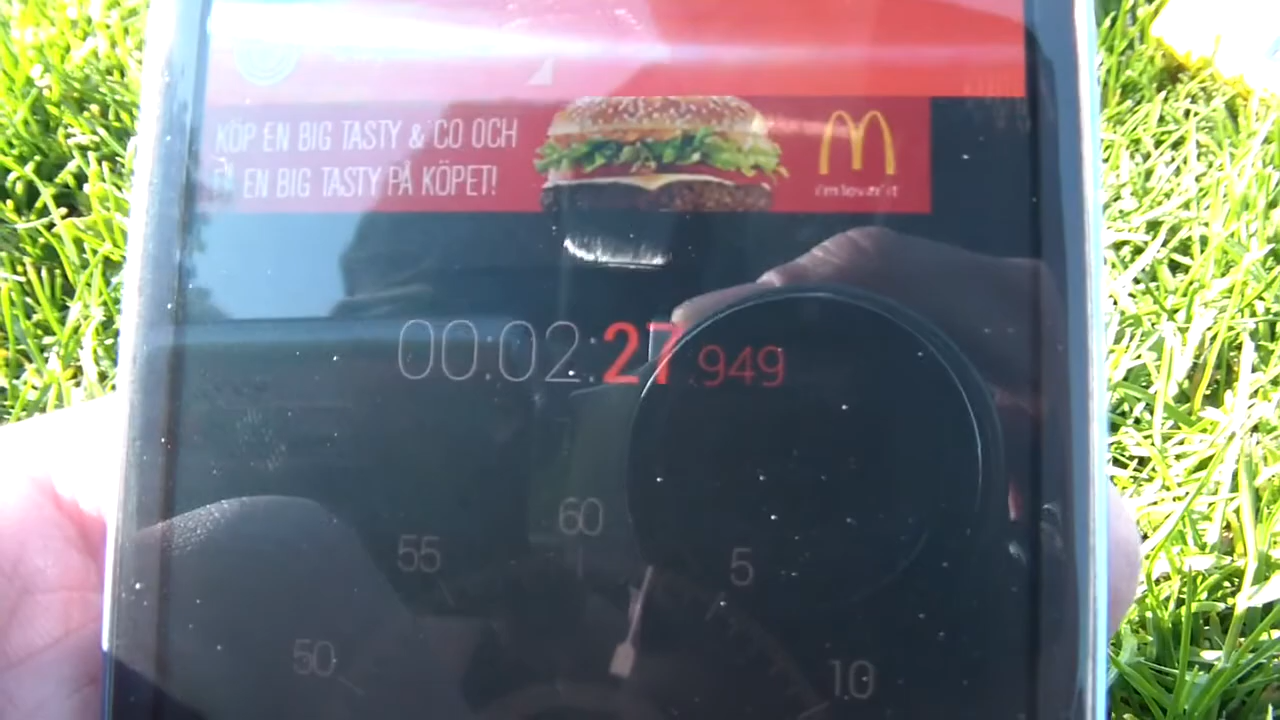 KÖP EN BIG TASTY & CO OCH
FÅ EN BIG TASTY PÅ KÖPET!
i'm lovin' it
00:02:27.949
60
55
5
50
10